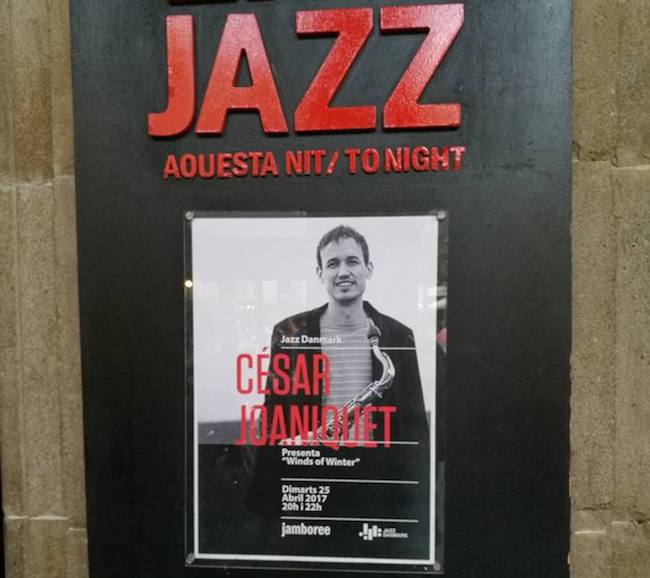 JAZZ
AQUESTA NIT/ TO NIGHT
Jazz Danmark
CÉSAR
JOANIQUET
Presenta
"Winds of Winter"
Dimarts 25
Abril 2017
20h i 22h
jamboree
JAZZ
DANMARK